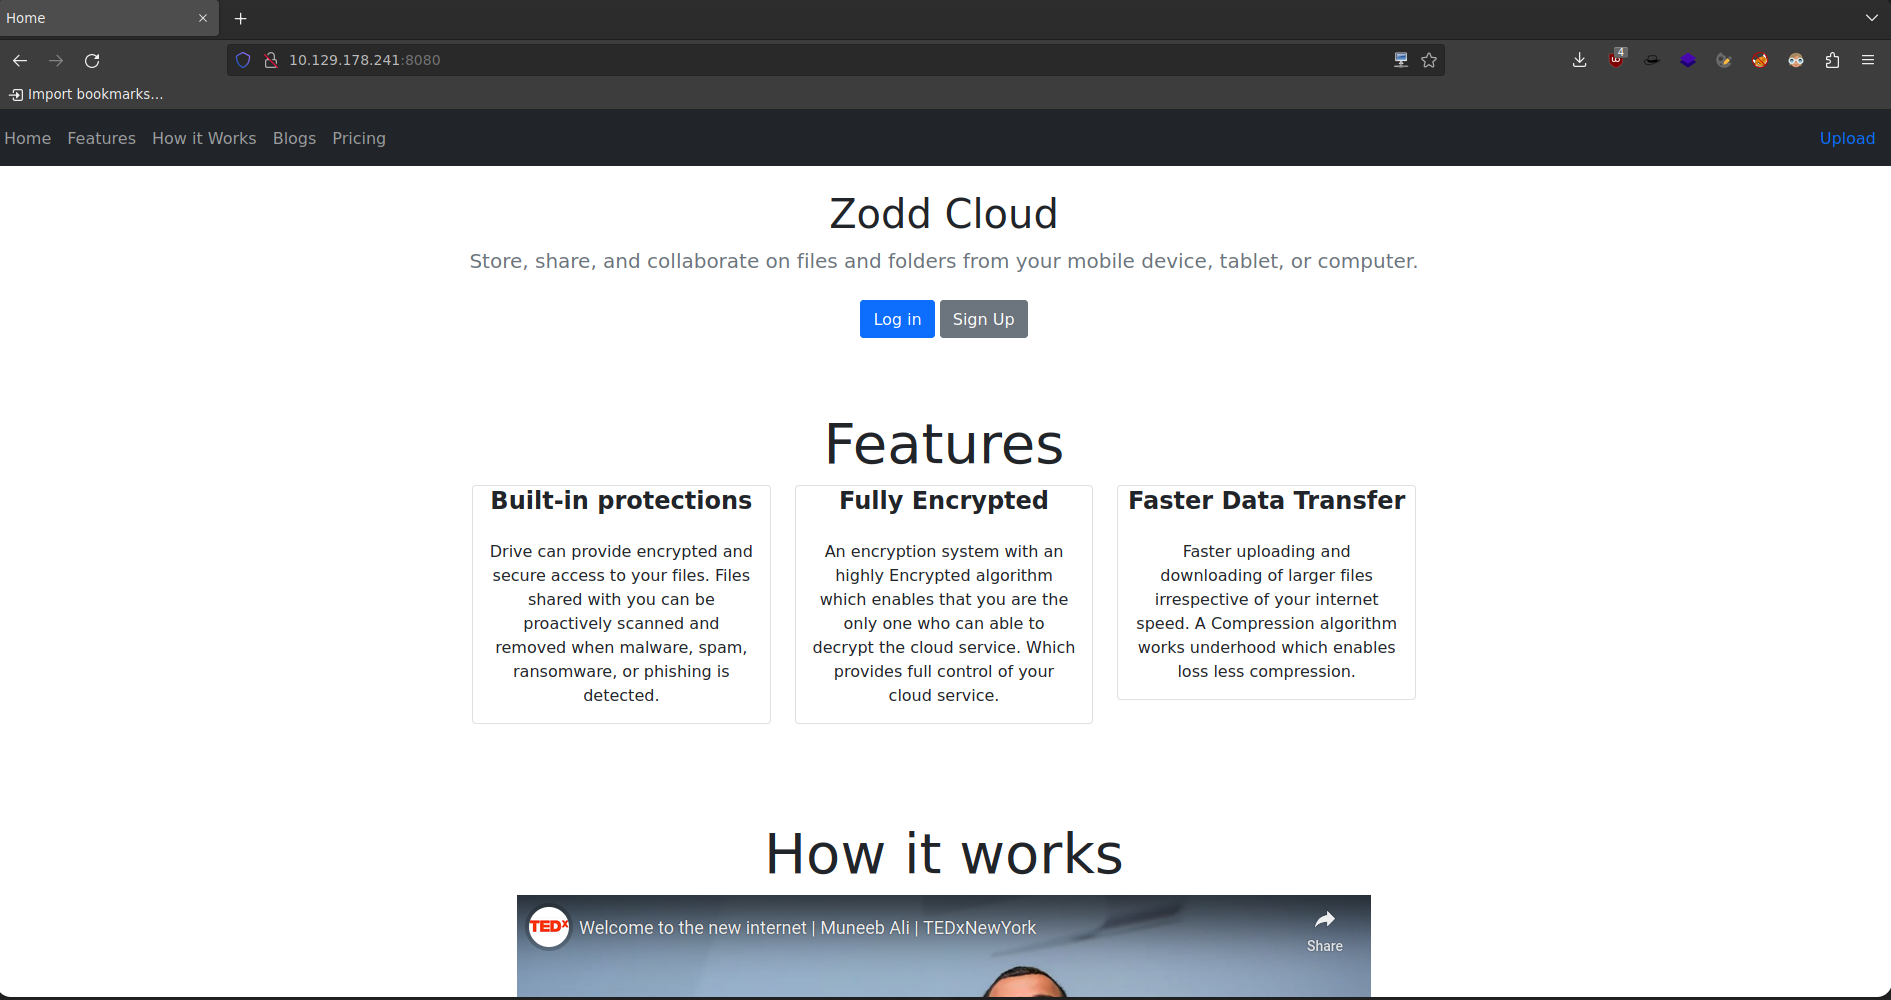 Home
10.129.178.241:8080
4
Import bookmarks...
Home Features How it Works Blogs Pricing Upload
Zodd Cloud
Store, share, and collaborate on files and folders from your mobile device, tablet, or computer.
Log in Sign Up
Features
Built-in protections
Drive can provide encrypted and
secure access to your files. Files
shared with you can be
proactively scanned and
removed when malware, spam,
ransomware, or phishing is
detected.
Fully Encrypted
An encryption system with an
highly Encrypted algorithm
which enables that you are the
only one who can able to
decrypt the cloud service. Which
provides full control of your
cloud service.
Faster Data Transfer
Faster uploading and
downloading of larger files
irrespective of your internet
speed. A Compression algorithm
works underhood which enables
loss less compression.
How it works
TEDx
Welcome to the new internet | Muneeb Ali | TEDxNewYork
Share